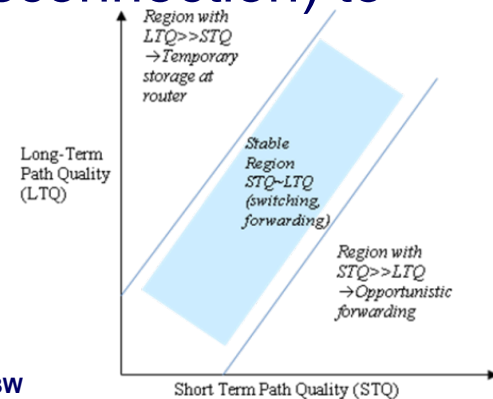 Region with
LTQ>>STQ
→Temporary
storage at
router
Long-Term
Path Quality
(LTQ)
Stable
Region
STQ~LTQ
(switching,
forwarding)
Region with
STQ>>LTQ
→Opportunistic
forwarding
Short Term Path Quality (STQ)